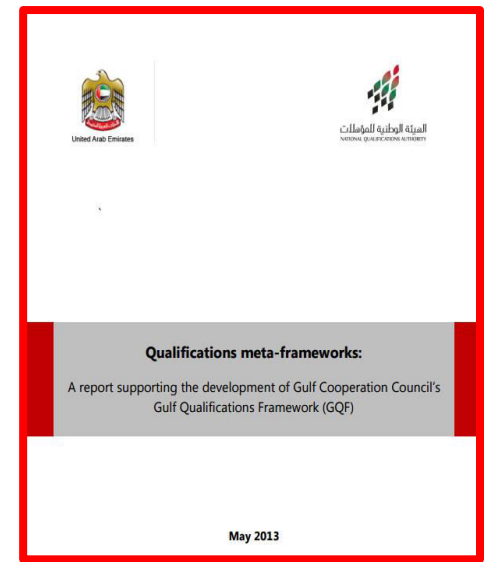 United Arab Emirates
الهيئة الوطنية للمؤهلات
NATIONAL QUALIFICATIONS AUTHORITY
Qualifications meta-frameworks:
A report supporting the development of Gulf Cooperation Council's
Gulf Qualifications Framework (GQF)
May 2013